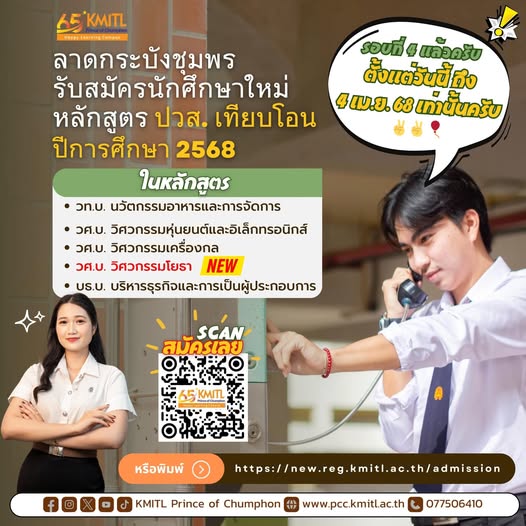 65 KMITL
Prince of Chumphon
Happy Learning Campus
ลาดกระบังชุมพร
รับสมัครนักศึกษาใหม่
หลักสูตร ปวส. เทียบโอน
ปีการศึกษา 2568
รอบที่ 4 แล้วครับ
ตั้งแต่วันนี้ ถึง
4 เม.ย. 68 เท่านั้นครับ
ในหลักสูตร
วท.บ. นวัตกรรมอาหารและการจัดการ
วศ.บ. วิศวกรรมหุ่นยนต์และอิเล็กทรอนิกส์
วศ.บ. วิศวกรรมเครื่องกล
วศ.บ. วิศวกรรมโยธา NEW
บธ.บ. บริหารธุรกิจและการเป็นผู้ประกอบการ
SCAN
สมัครเลย
65 KMITL
Prince of Chumphon
หรือพิมพ์ https://new.reg.kmitl.ac.th/admission
KMITL Prince of Chumphon www.pcc.kmitl.ac.th 077506410